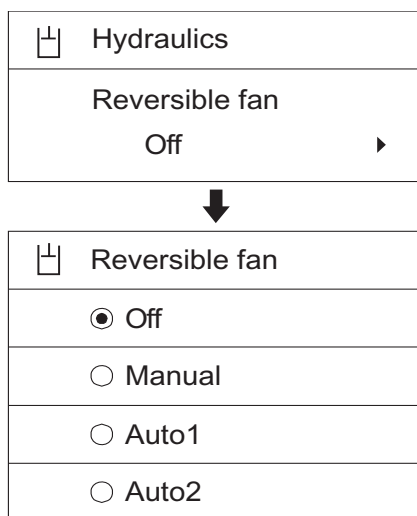 Hydraulics
Reversible fan
Off
Reversible fan
Off
Manual
Auto1
Auto2